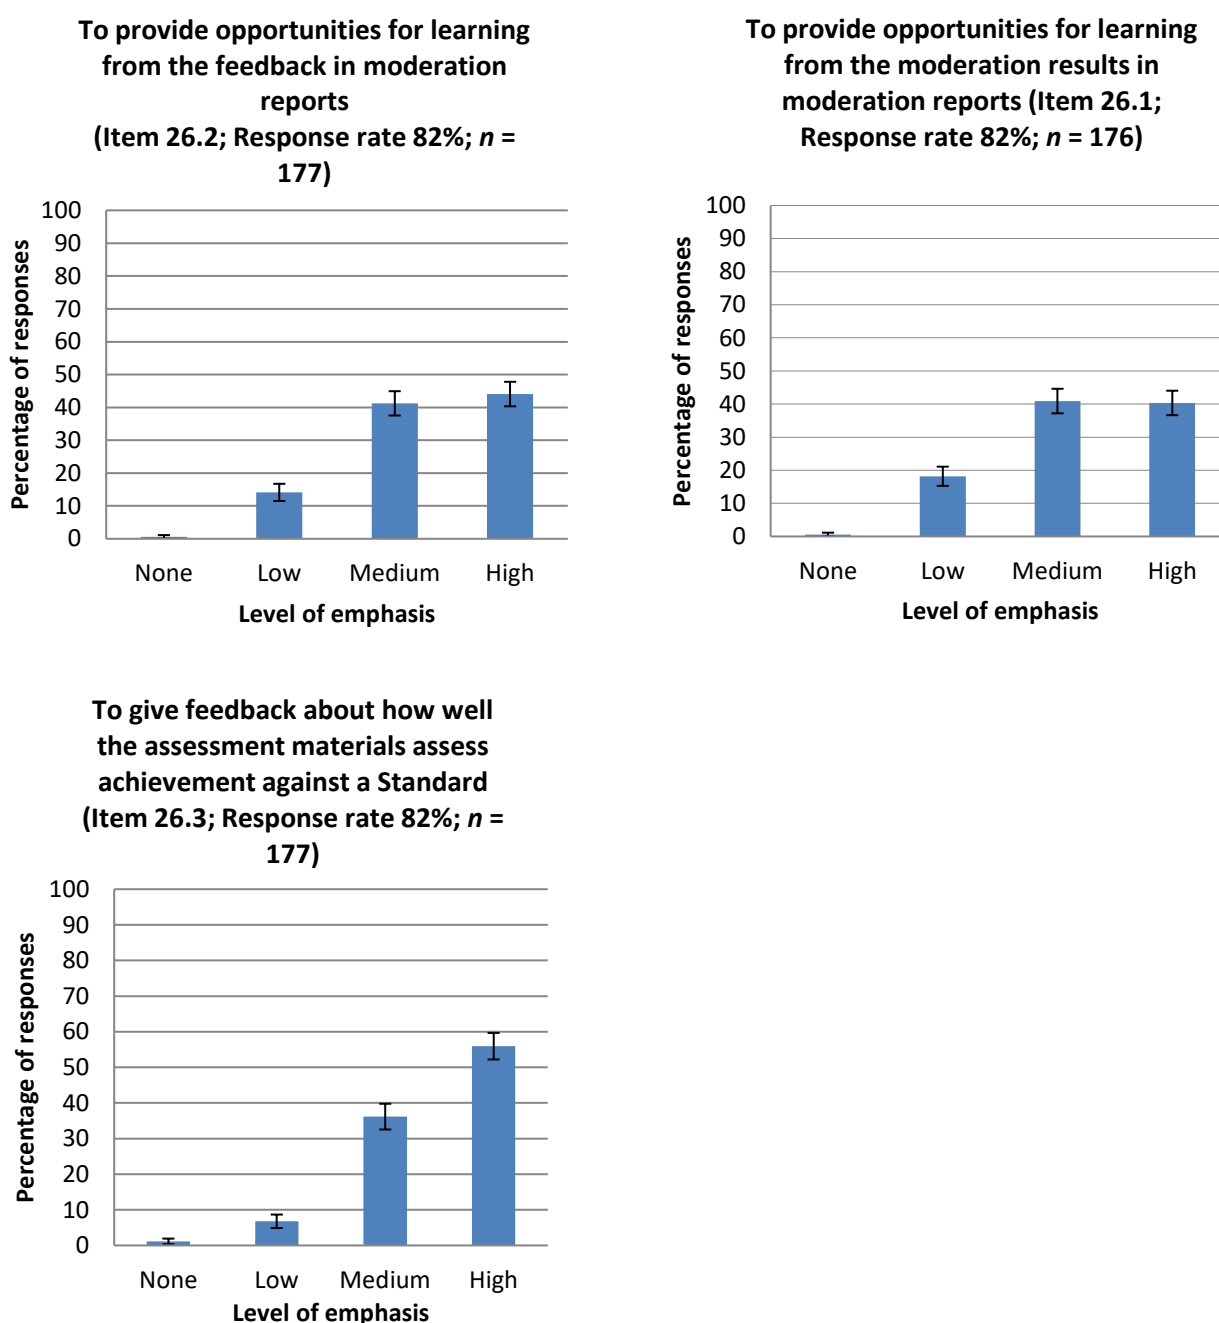 To provide opportunities for learning
from the feedback in moderation
reports
(Item 26.2; Response rate 82%; n =
177)
100
90
80
70
60
50
40
30
20
10
0
Percentage of responses
None Low Medium High
Level of emphasis
To provide opportunities for learning
from the moderation results in
moderation reports (Item 26.1;
Response rate 82%; n = 176)
100
90
80
70
60
50
40
30
20
10
0
Percentage of responses
None Low Medium High
Level of emphasis
To give feedback about how well
the assessment materials assess
achievement against a Standard
(Item 26.3; Response rate 82%; n =
177)
100
90
80
70
60
50
40
30
20
10
0
Percentage of responses
None Low Medium High
Level of emphasis